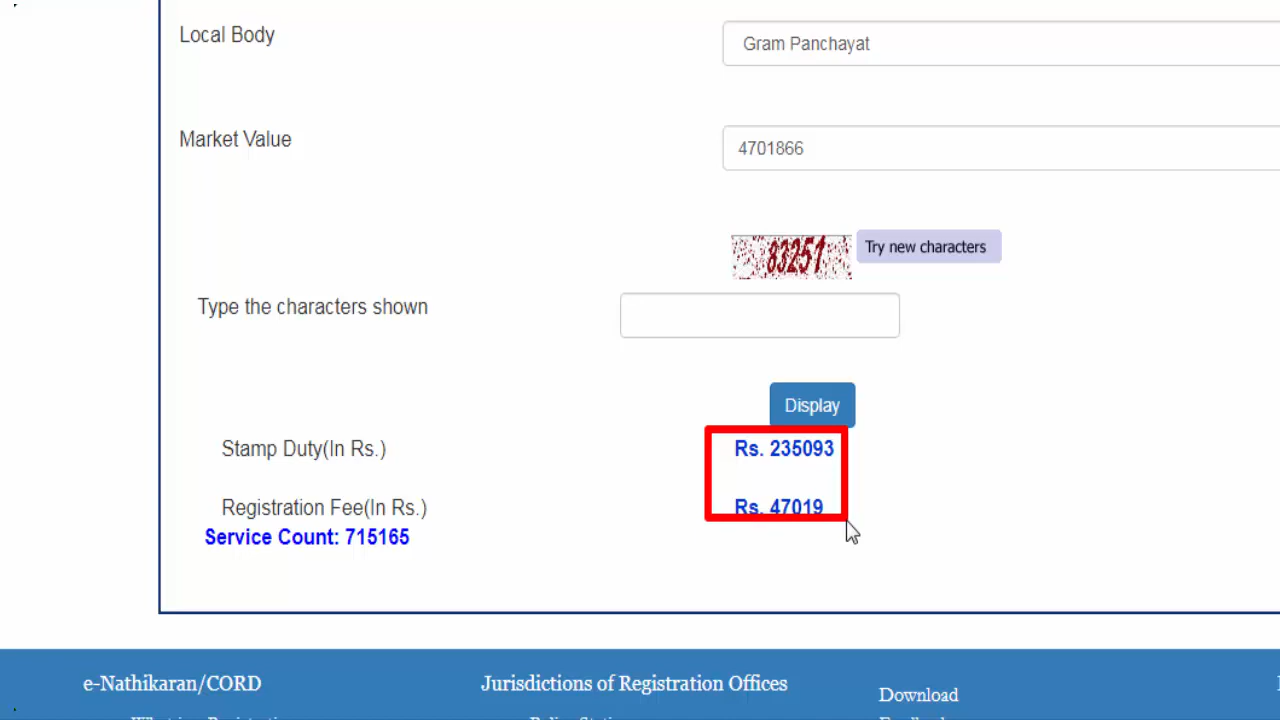 Local Body
Gram Panchayat
Market Value
4701866
83251
Try new characters
Type the characters shown
Display
Stamp Duty(In Rs.)
Rs. 235093
Registration Fee(In Rs.)
Rs. 47019
Service Count: 715165
e-Nathikaran/CORD
Jurisdictions of Registration Offices
Download